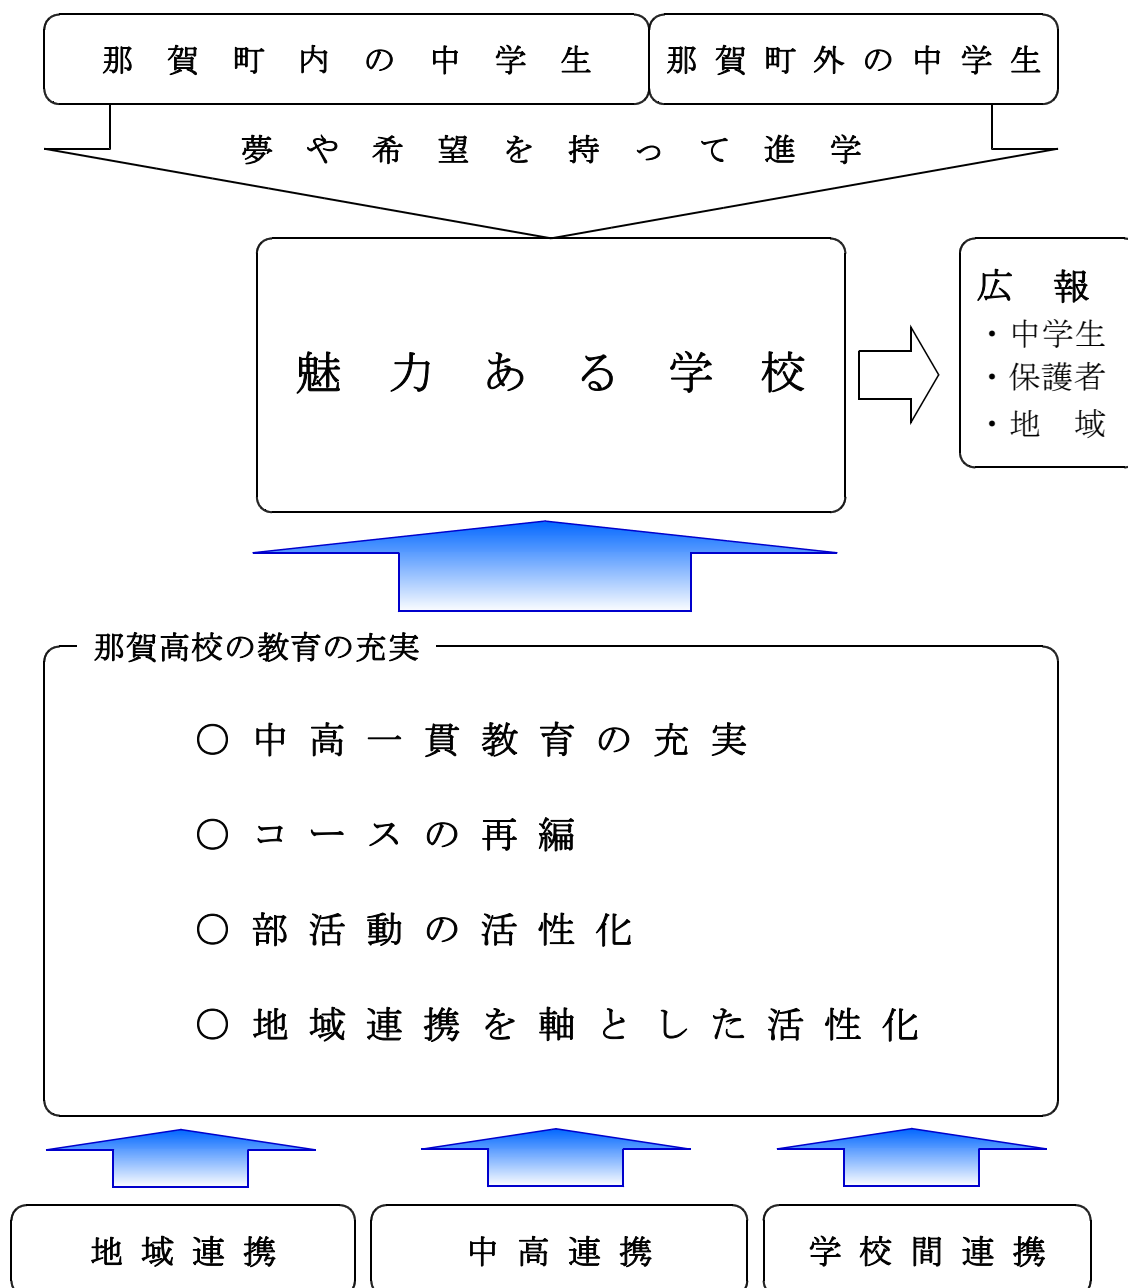 那賀町内の中学生
那賀町外の中学生
夢や希望を持って進学
魅力ある学校
広 報
・中学生
・保護者
・地 域
那賀高校の教育の充実
○中高一貫教育の充実
○コースの再編
○部活動の活性化
○地域連携を軸とした活性化
地域連携
中高連携
学校間連携